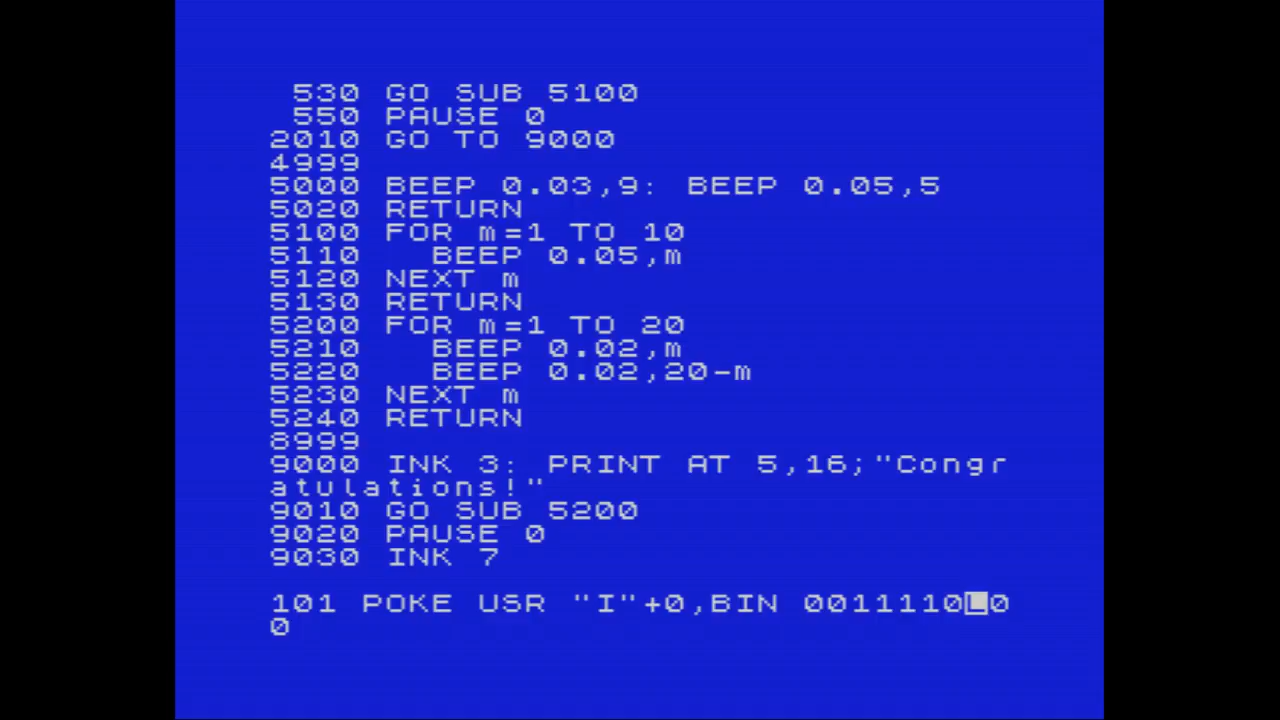 530 GO SUB 5100
550 PAUSE 0
2010 GO TO 9000
4999
5000 BEEP 0.03,9: BEEP 0.05,5
5020 RETURN
5100 FOR m=1 TO 10
5110 BEEP 0.05,m
5120 NEXT m
5130 RETURN
5200 FOR m=1 TO 20
5210 BEEP 0.02,m
5220 BEEP 0.02,20-m
5230 NEXT m
5240 RETURN
8999
9000 INK 3: PRINT AT 5,16;"Congr
atulations!"
9010 GO SUB 5200
9020 PAUSE 0
9030 INK 7
101 POKE USR "I"+0,BIN 0011110L0
0